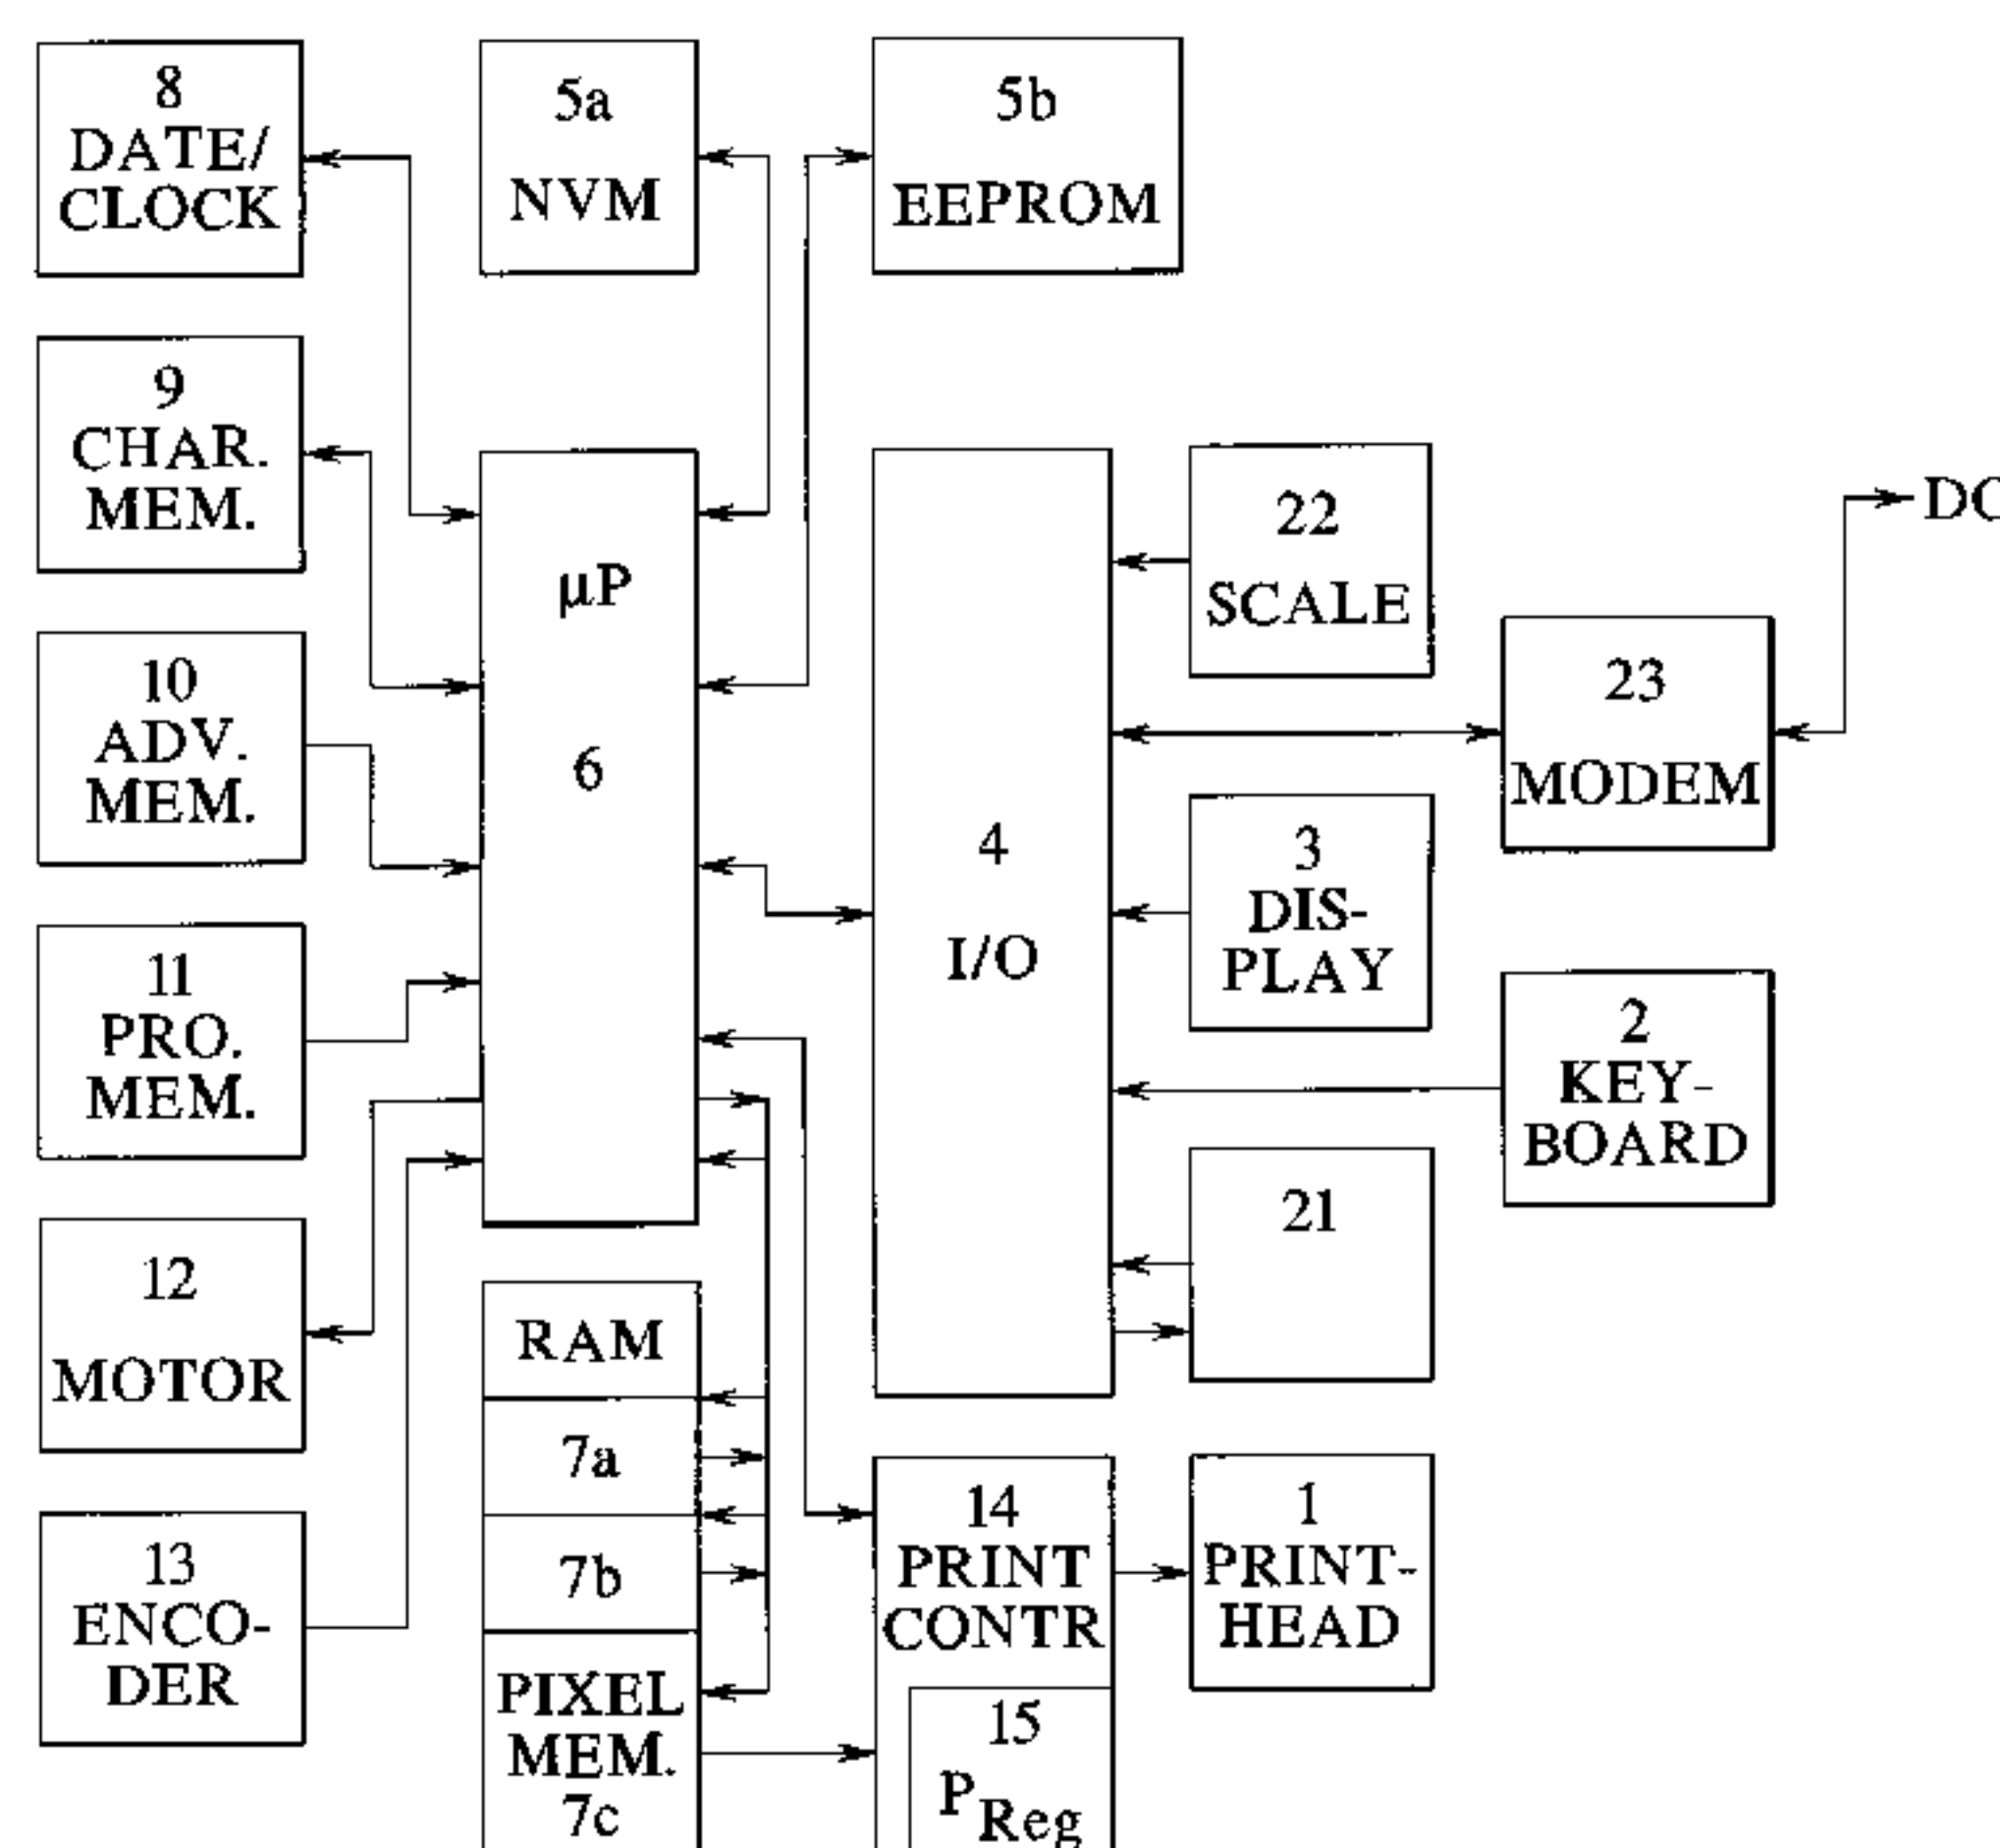 8
DATE/
CLOCK
5a
NVM
5b
EEPROM
9
CHAR.
MEM.
10
ADV.
MEM.
11
PRO.
MEM.
12
MOTOR
13
ENCO-
DER
µP
6
RAM
7a
7b
PIXEL
MEM.
7c
4
I/O
22
SCALE
23
MODEM
3
DIS-
PLAY
2
KEY-
BOARD
21
14
PRINT
CONTR
15
PReg
1
PRINT-
HEAD